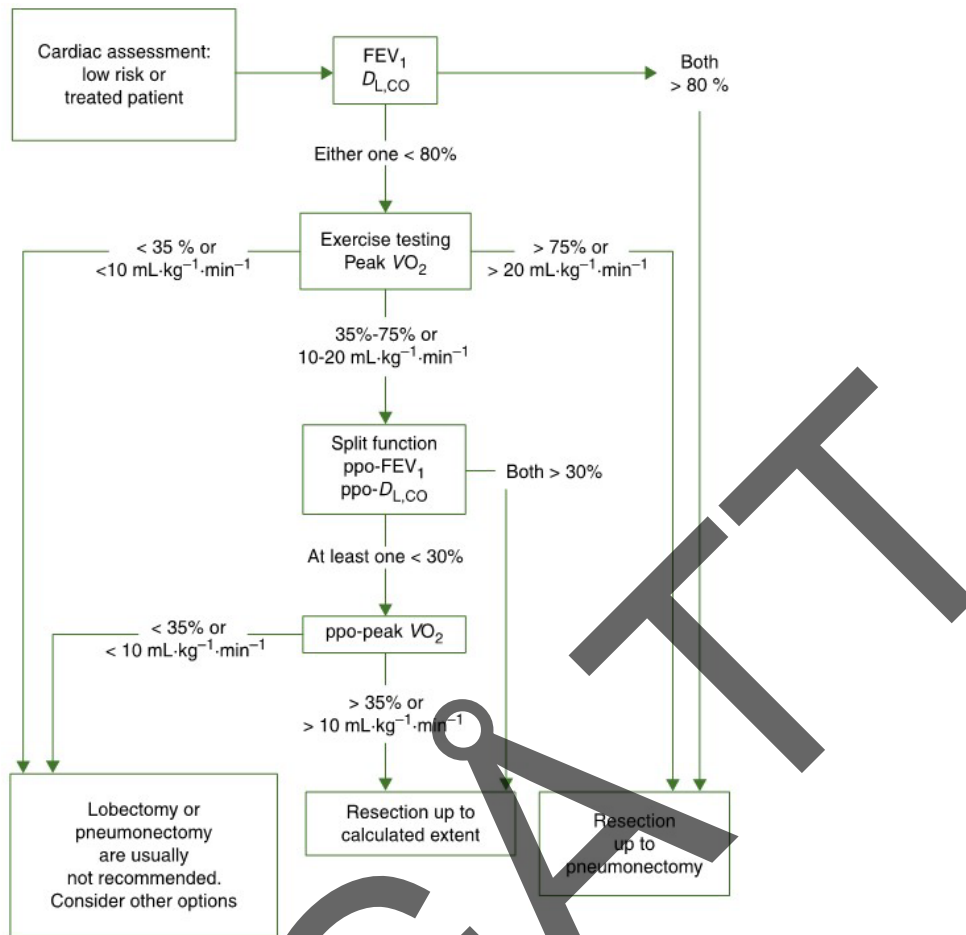 Cardiac assessment:
low risk or
treated patient
FEV₁
D_L,CO
Both
> 80 %
Either one < 80%
< 35 % or
<10 mL·kg⁻¹·min⁻¹
Exercise testing
Peak VO₂
> 75% or
> 20 mL·kg⁻¹·min⁻¹
35%-75% or
10-20 mL·kg⁻¹·min⁻¹
Split function
ppo-FEV₁
ppo-D_L,CO
Both > 30%
At least one < 30%
< 35% or
< 10 mL·kg⁻¹·min⁻¹
ppo-peak VO₂
> 35% or
> 10 mL·kg⁻¹·min⁻¹
Lobectomy or
pneumonectomy
are usually
not recommended.
Consider other options
Resection up to
calculated extent
Resection
up to
pneumonectomy